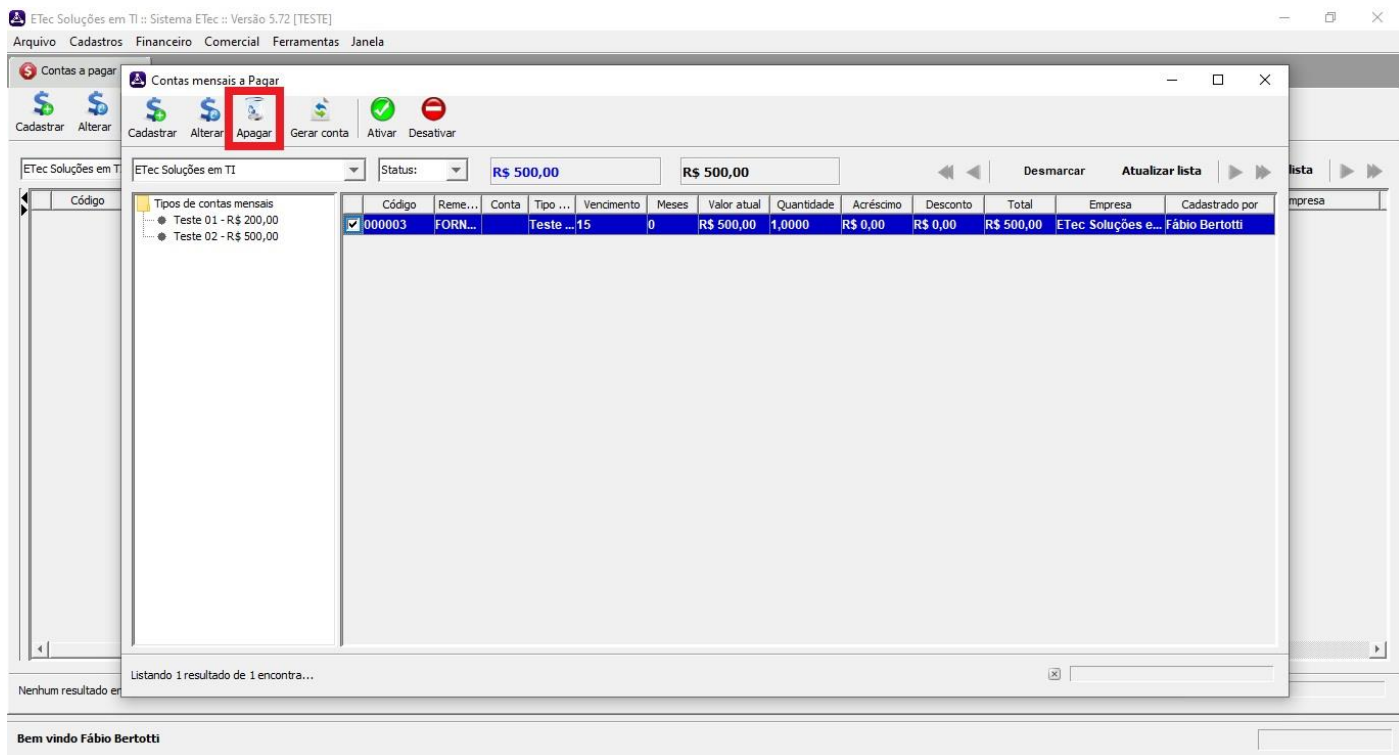 ETec Soluções em TI :: Sistema ETec :: Versão 5.72 [TESTE]
Arquivo Cadastros Financeiro Comercial Ferramentas Janela
Contas a pagar
Contas mensais a Pagar
Cadastrar Alterar
Cadastrar Alterar Apagar Gerar conta Ativar Desativar
ETec Soluções em T
ETec Soluções em TI Status: R$ 500,00 R$ 500,00 Desmarcar Atualizar lista
lista
Código
Tipos de contas mensais
Teste 01 - R$ 200,00
Teste 02 - R$ 500,00
Código Reme... Conta Tipo ... Vencimento Meses Valor atual Quantidade Acréscimo Desconto Total Empresa Cadastrado por
mpresa
000003 FORN... Teste ... 15 0 R$ 500,00 1,0000 R$ 0,00 R$ 0,00 R$ 500,00 ETec Soluções e... Fábio Bertotti
Listando 1 resultado de 1 encontra...
Nenhum resultado en
Bem vindo Fábio Bertotti